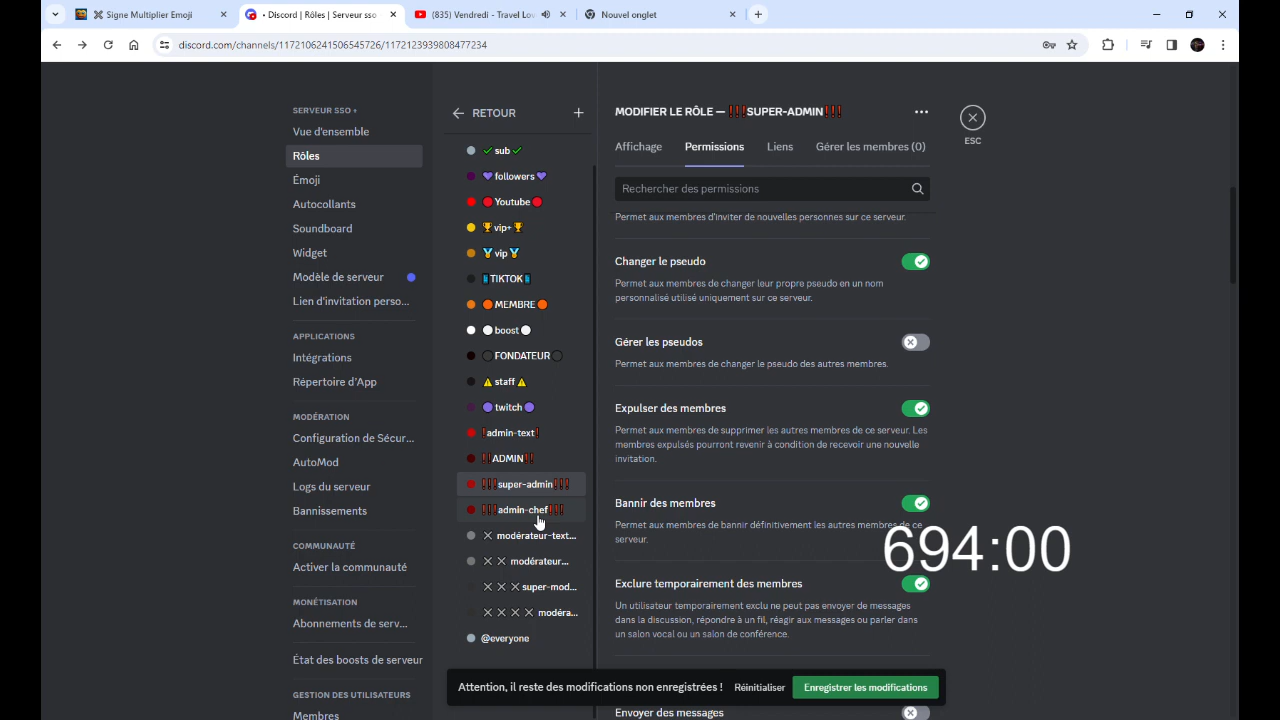 Signe Multiplier Emoji
• Discord | Rôles | Serveur sso
(835) Vendredi - Travel Lo
Nouvel onglet
discord.com/channels/1172106241506545726/1172123939808477234
SERVEUR SSO +
Vue d'ensemble
Rôles
Émoji
Autocollants
Soundboard
Widget
Modèle de serveur
Lien d'invitation perso...
APPLICATIONS
Intégrations
Répertoire d'App
MODÉRATION
Configuration de Sécur...
AutoMod
Logs du serveur
Bannissements
COMMUNAUTÉ
Activer la communauté
MONÉTISATION
Abonnements de serv...
État des boosts de serveur
GESTION DES UTILISATEURS
Membres
RETOUR
✓ sub ✓
💜 followers 💜
🔴 Youtube 🔴
🏆 vip+ 🏆
🏅 vip 🏅
TIKTOK
🟠 MEMBRE 🟠
⚪ boost ⚪
⚫ FONDATEUR ⚫
⚠ staff ⚠
🟣 twitch 🟣
❗admin-text❗
❗❗ADMIN❗❗
❗❗❗super-admin❗❗❗
❗❗❗admin-chef❗❗❗
✕ modérateur-text...
✕ ✕ modérateur...
✕ ✕ ✕ super-mod...
✕ ✕ ✕ ✕ modéra...
@everyone
MODIFIER LE RÔLE — ❗❗❗SUPER-ADMIN❗❗❗
ESC
Affichage Permissions Liens Gérer les membres (0)
Rechercher des permissions
Permet aux membres d'inviter de nouvelles personnes sur ce serveur.
Changer le pseudo
Permet aux membres de changer leur propre pseudo en un nom
personnalisé utilisé uniquement sur ce serveur.
Gérer les pseudos
Permet aux membres de changer le pseudo des autres membres.
Expulser des membres
Permet aux membres de supprimer les autres membres de ce serveur. Les
membres expulsés pourront revenir à condition de recevoir une nouvelle
invitation.
Bannir des membres
Permet aux membres de bannir définitivement les autres membres de ce
serveur.
694:00
Exclure temporairement des membres
Un utilisateur temporairement exclu ne peut pas envoyer de messages
dans la discussion, répondre à un fil, réagir aux messages ou parler dans
un salon vocal ou un salon de conférence.
Attention, il reste des modifications non enregistrées ! Réinitialiser Enregistrer les modifications
Envoyer des messages